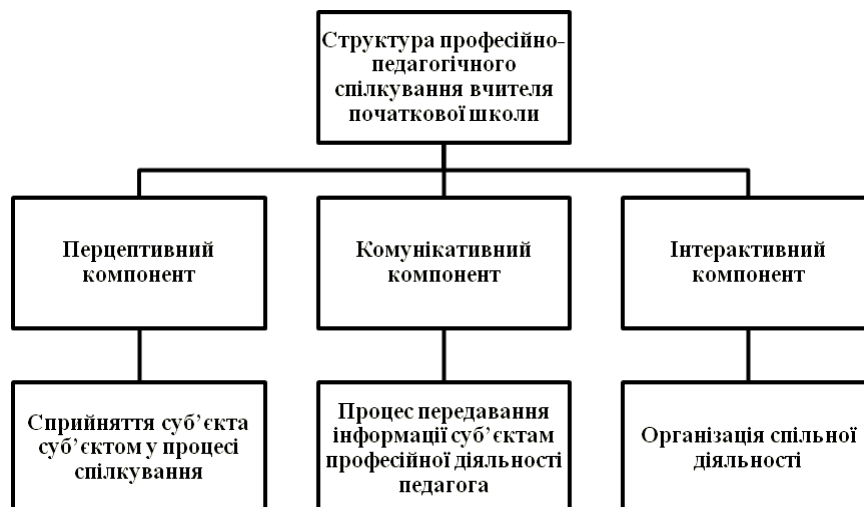 Структура професійно-
педагогічного
спілкування вчителя
початкової школи
Перцептивний
компонент
Комунікативний
компонент
Інтерактивний
компонент
Сприйняття суб’єкта
суб’єктом у процесі
спілкування
Процес передавання
інформації суб’єктам
професійної діяльності
педагога
Організація спільної
діяльності